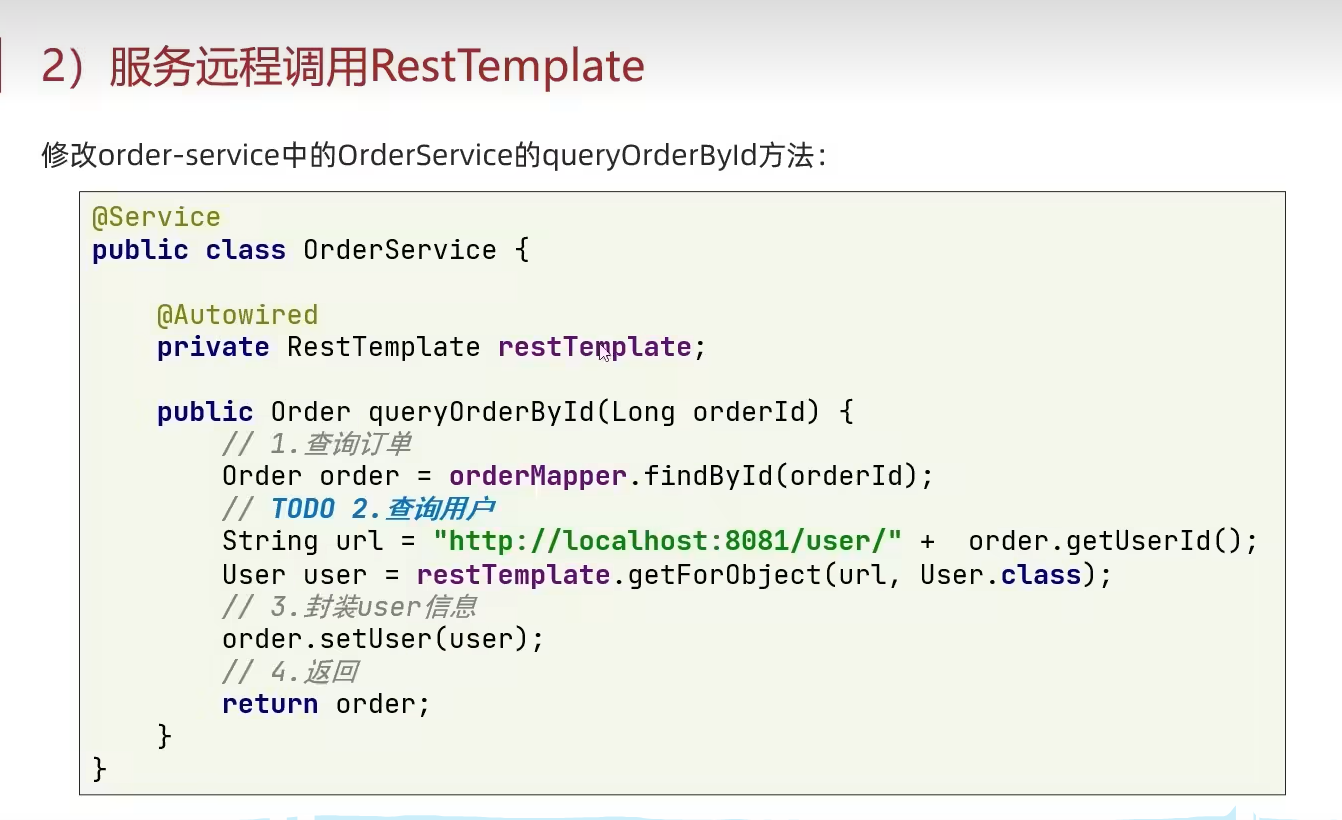 2）服务远程调用RestTemplate
修改order-service中的OrderService的queryOrderById方法：
@Service
public class OrderService {
@Autowired
private RestTemplate restTemplate;
public Order queryOrderById(Long orderId) {
// 1.查询订单
Order order = orderMapper.findById(orderId);
// TODO 2.查询用户
String url = "http://localhost:8081/user/" +  order.getUserId();
User user = restTemplate.getForObject(url, User.class);
// 3.封装user信息
order.setUser(user);
// 4.返回
return order;
}
}